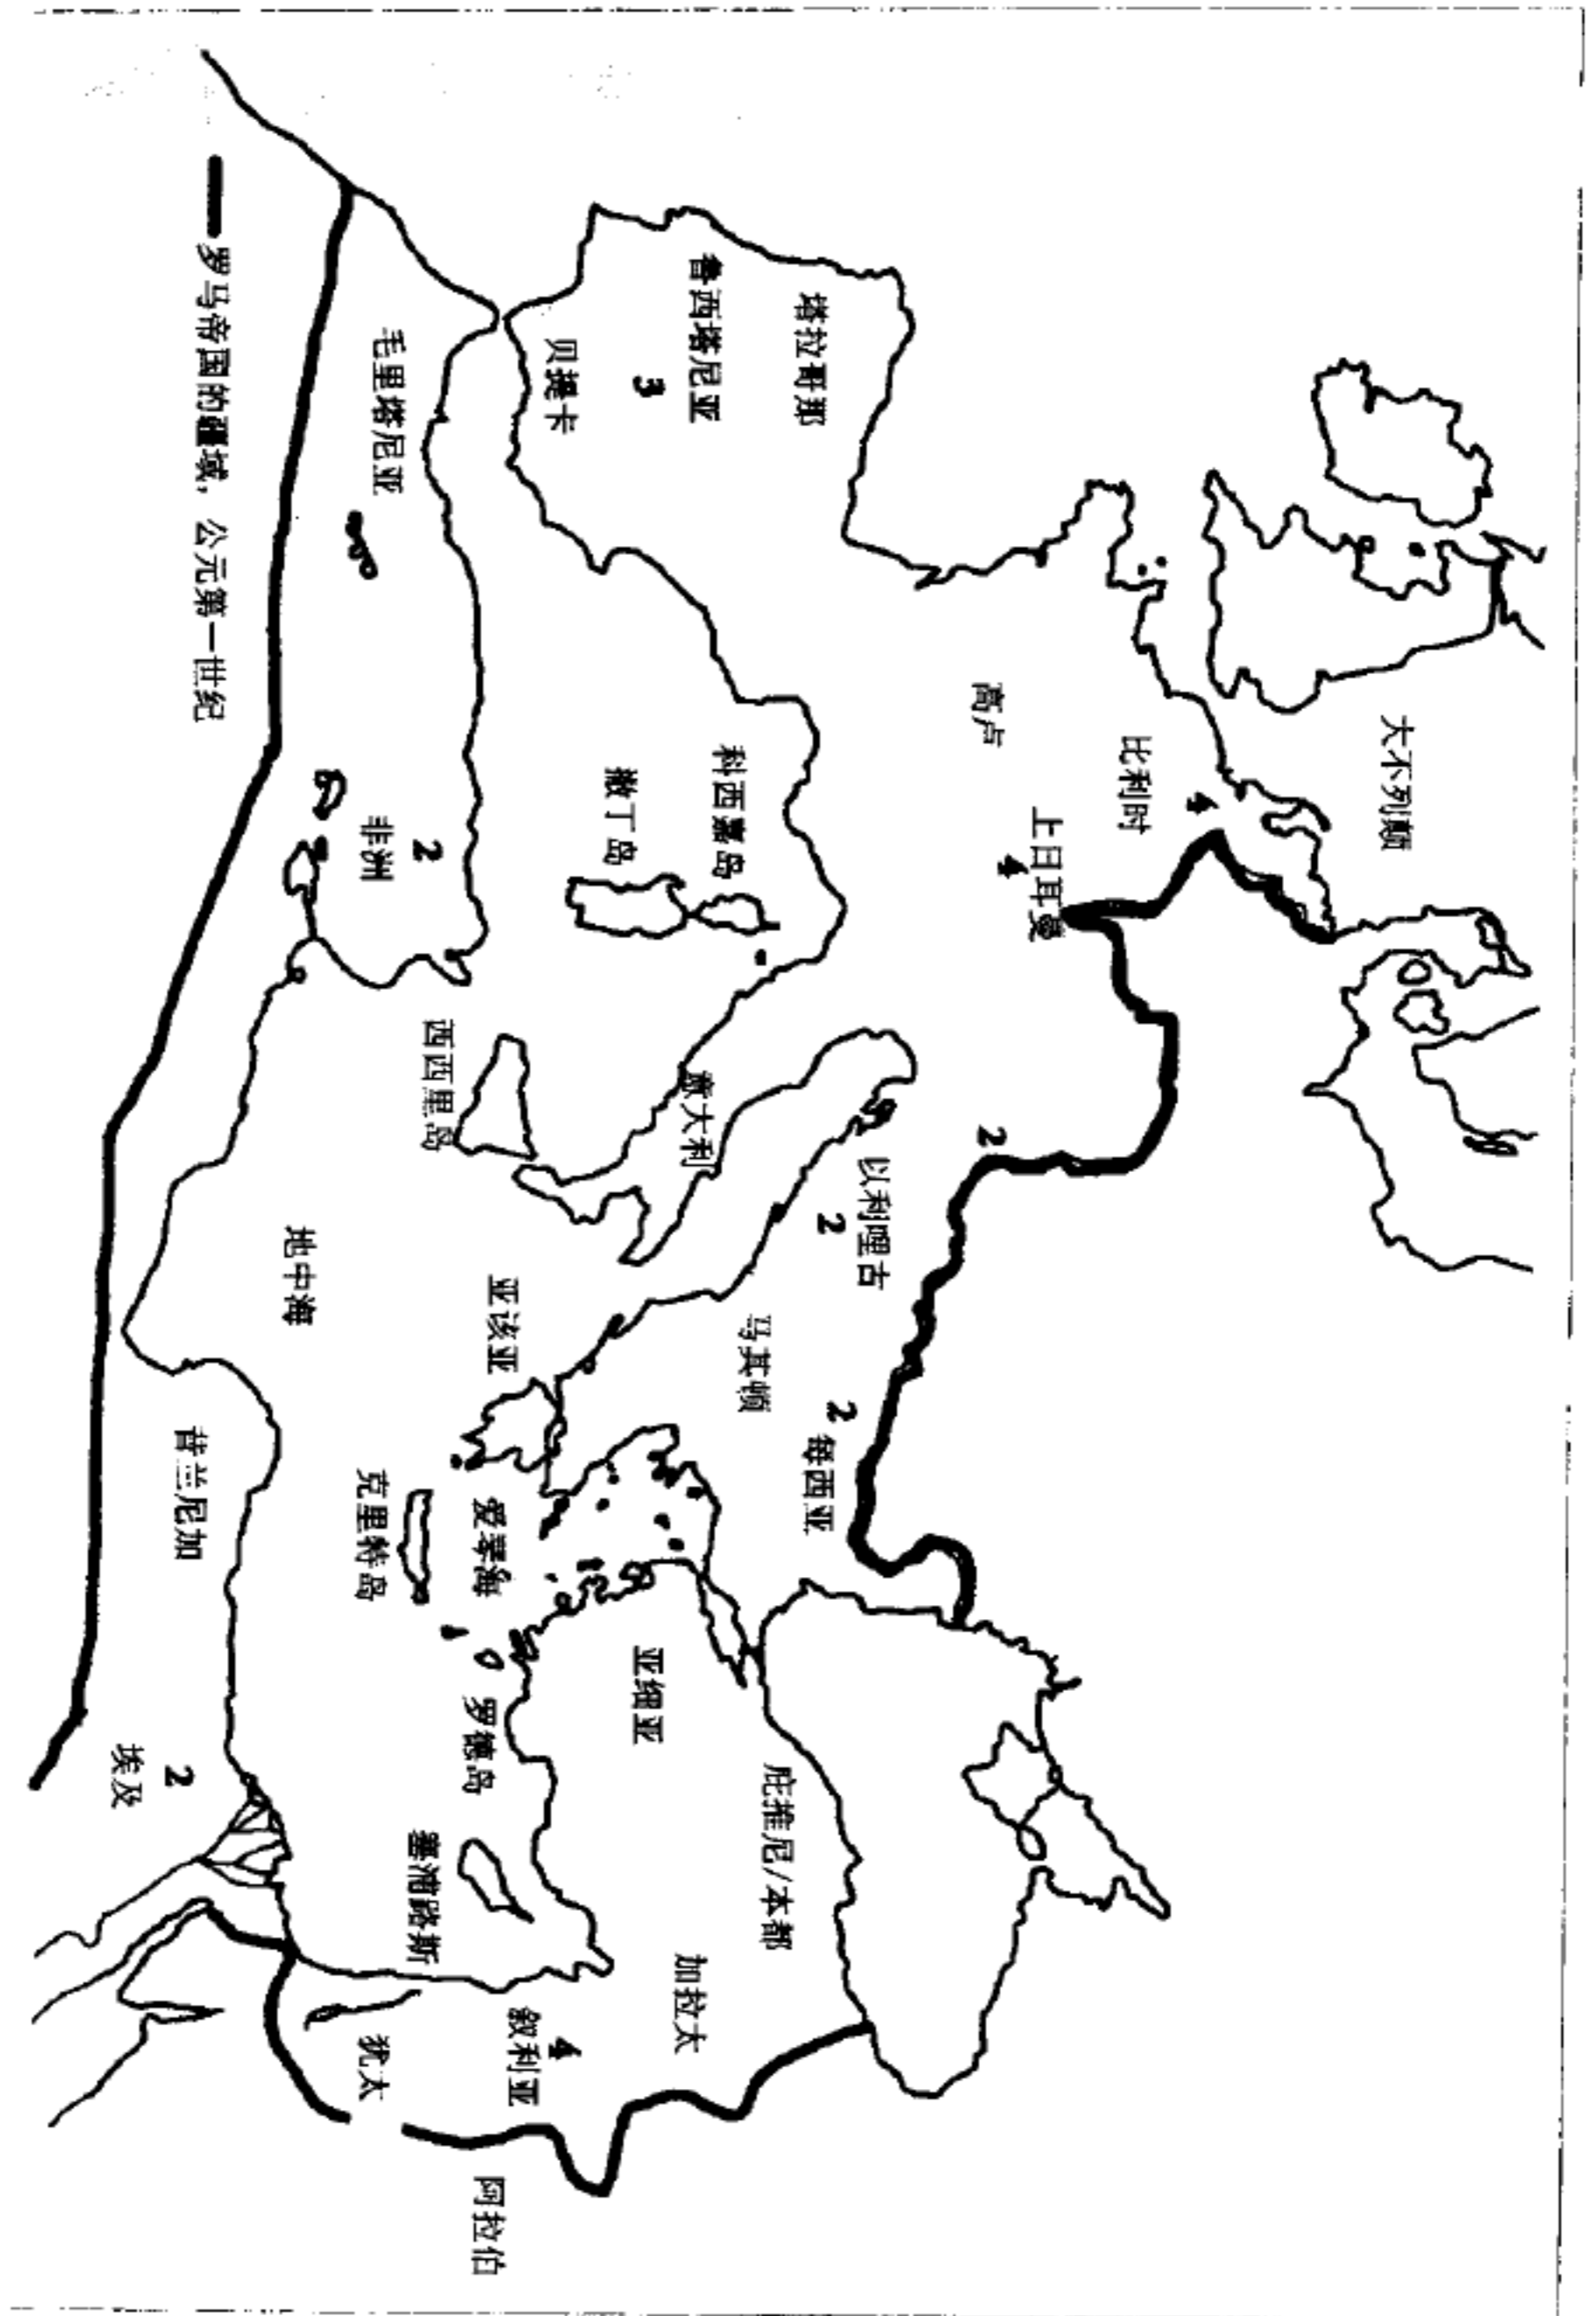 大不列颠
比利时
4
上日耳曼
4
高卢
塔拉哥那
鲁西塔尼亚
3
贝提卡
科西嘉岛
撒丁岛
意大利
西西里岛
2
以利哩古
2
马其顿
2
每西亚
亚该亚
爱琴海
克里特岛
罗德岛
亚细亚
庇推尼/本都
加拉太
塞浦路斯
4
叙利亚
犹太
阿拉伯
地中海
毛里塔尼亚
2
非洲
昔兰尼加
2
埃及
罗马帝国的疆域，公元第一世纪